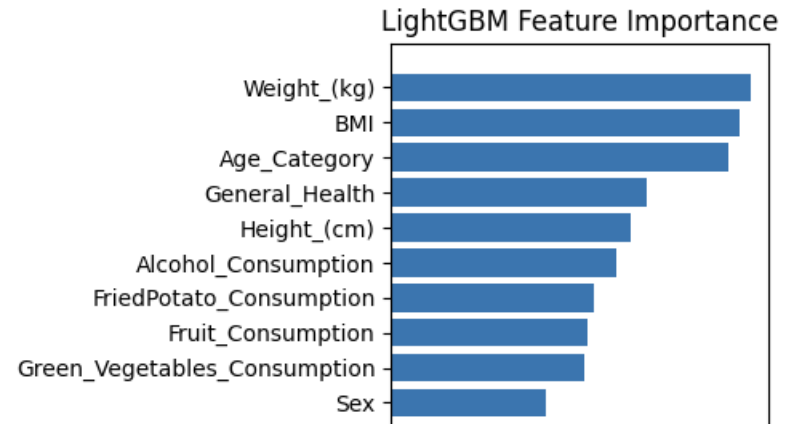 LightGBM Feature Importance
Weight_(kg)
BMI
Age_Category
General_Health
Height_(cm)
Alcohol_Consumption
FriedPotato_Consumption
Fruit_Consumption
Green_Vegetables_Consumption
Sex